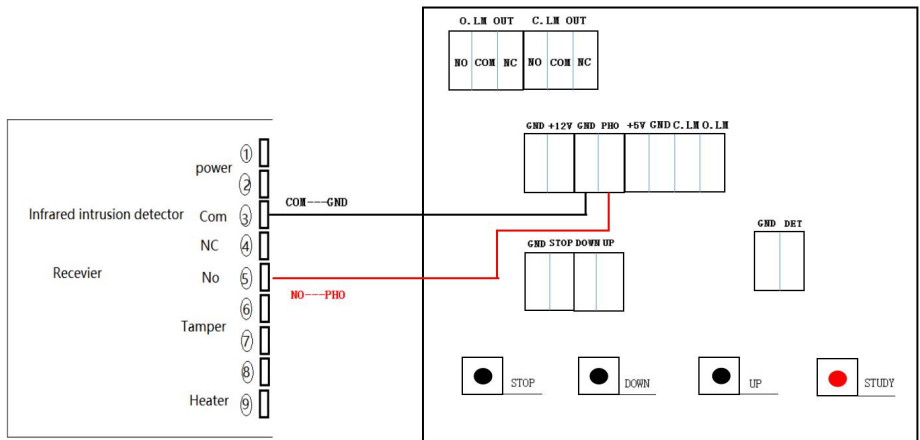 O.LM OUT C.LM OUT
NO COM NC NO COM NC
GND +12V GND PHO +5V GND C.LM O.LM
GND DET
GND STOP DOWN UP
STOP
DOWN
UP
STUDY
COM---GND
NO---PHO
Infrared intrusion detector
Recevier
power
Com
NC
No
Tamper
Heater
①
②
③
④
⑤
⑥
⑦
⑧
⑨